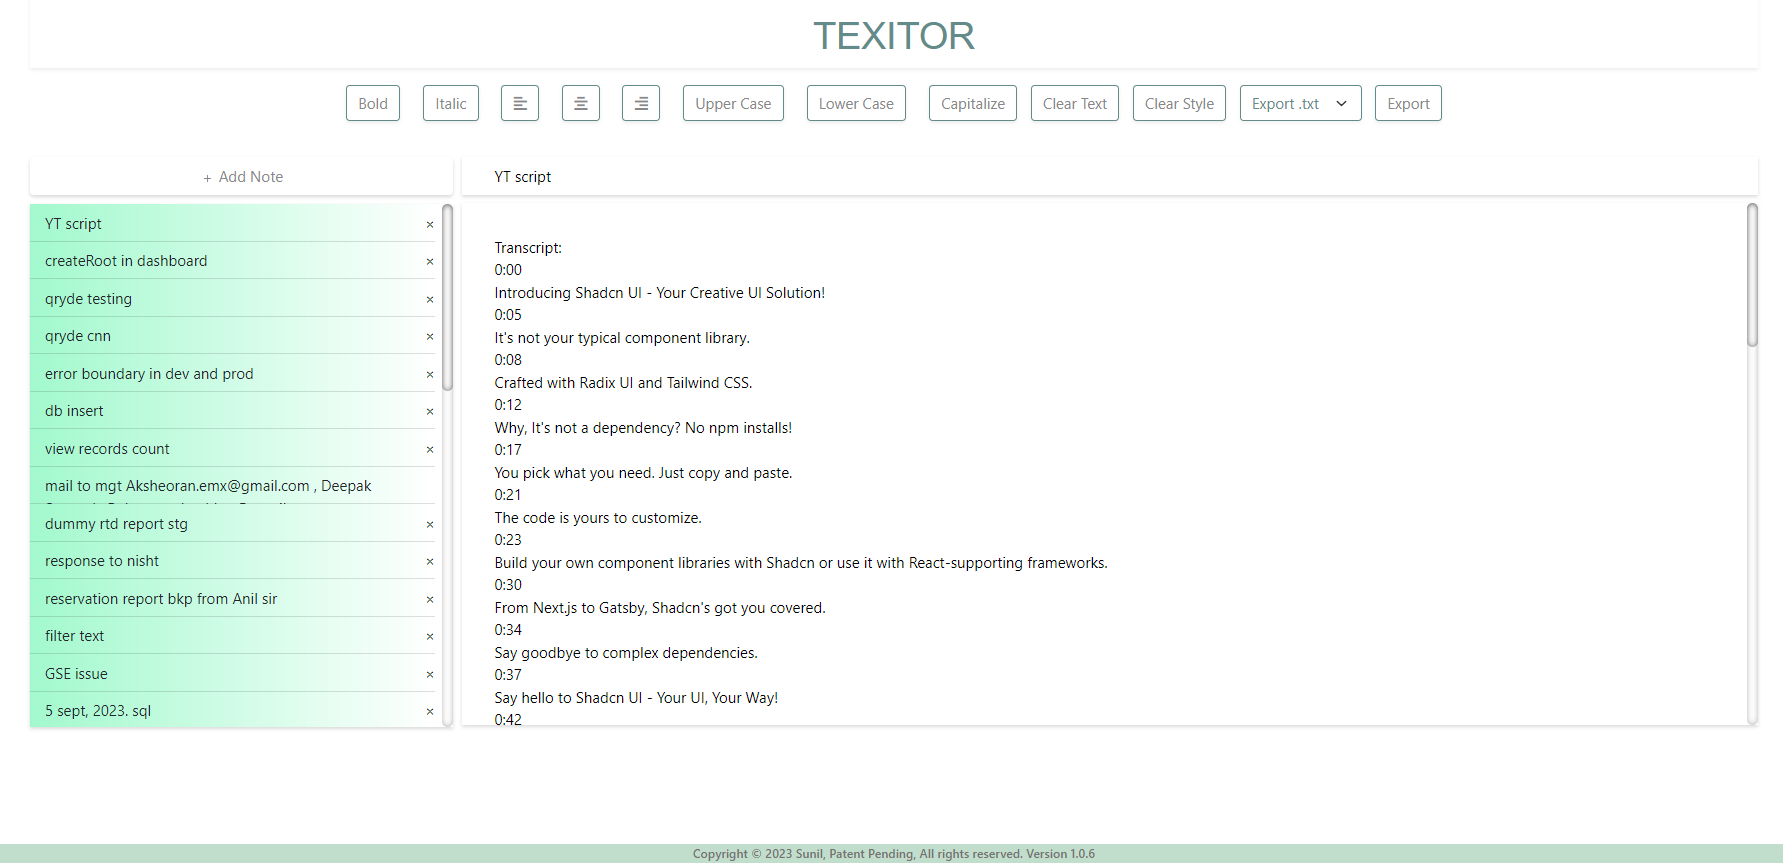 TEXITOR
Bold Italic Upper Case Lower Case Capitalize Clear Text Clear Style Export .txt Export
+ Add Note
YT script ×
createRoot in dashboard ×
qryde testing ×
qryde cnn ×
error boundary in dev and prod ×
db insert ×
view records count ×
mail to mgt Aksheoran.emx@gmail.com , Deepak
dummy rtd report stg ×
response to nisht ×
reservation report bkp from Anil sir ×
filter text ×
GSE issue ×
5 sept, 2023. sql ×
YT script
Transcript:
0:00
Introducing Shadcn UI - Your Creative UI Solution!
0:05
It's not your typical component library.
0:08
Crafted with Radix UI and Tailwind CSS.
0:12
Why, It's not a dependency? No npm installs!
0:17
You pick what you need. Just copy and paste.
0:21
The code is yours to customize.
0:23
Build your own component libraries with Shadcn or use it with React-supporting frameworks.
0:30
From Next.js to Gatsby, Shadcn's got you covered.
0:34
Say goodbye to complex dependencies.
0:37
Say hello to Shadcn UI - Your UI, Your Way!
0:42
Copyright © 2023 Sunil, Patent Pending, All rights reserved. Version 1.0.6